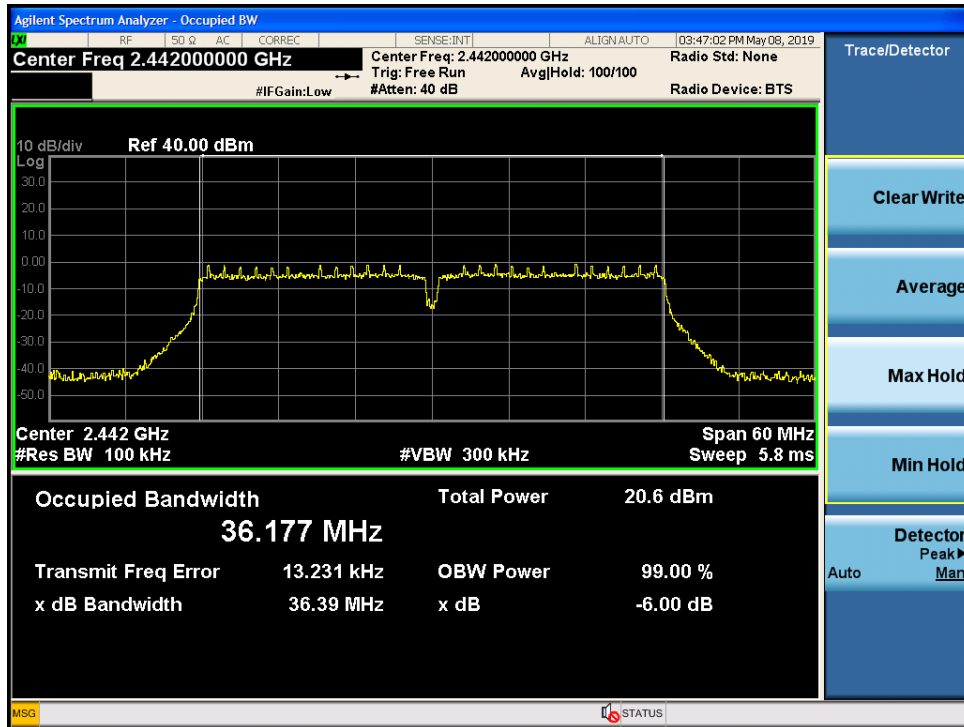 Agilent Spectrum Analyzer - Occupied BW
LXI RF 50 Ω AC CORREC SENSE:INT ALIGN AUTO 03:47:02 PM May 08, 2019
Center Freq 2.442000000 GHz
Center Freq: 2.442000000 GHz
Radio Std: None
Trig: Free Run Avg|Hold: 100/100
#IFGain:Low
#Atten: 40 dB
Radio Device: BTS
10 dB/div Ref 40.00 dBm
Log
30.0
20.0
10.0
0.00
-10.0
-20.0
-30.0
-40.0
-50.0
Center 2.442 GHz
Span 60 MHz
#Res BW 100 kHz
#VBW 300 kHz
Sweep 5.8 ms
Occupied Bandwidth
Total Power 20.6 dBm
36.177 MHz
Transmit Freq Error 13.231 kHz
OBW Power 99.00 %
x dB Bandwidth 36.39 MHz
x dB -6.00 dB
Trace/Detector
Clear Write
Average
Max Hold
Min Hold
Detector
Peak
Auto Man
MSG
STATUS